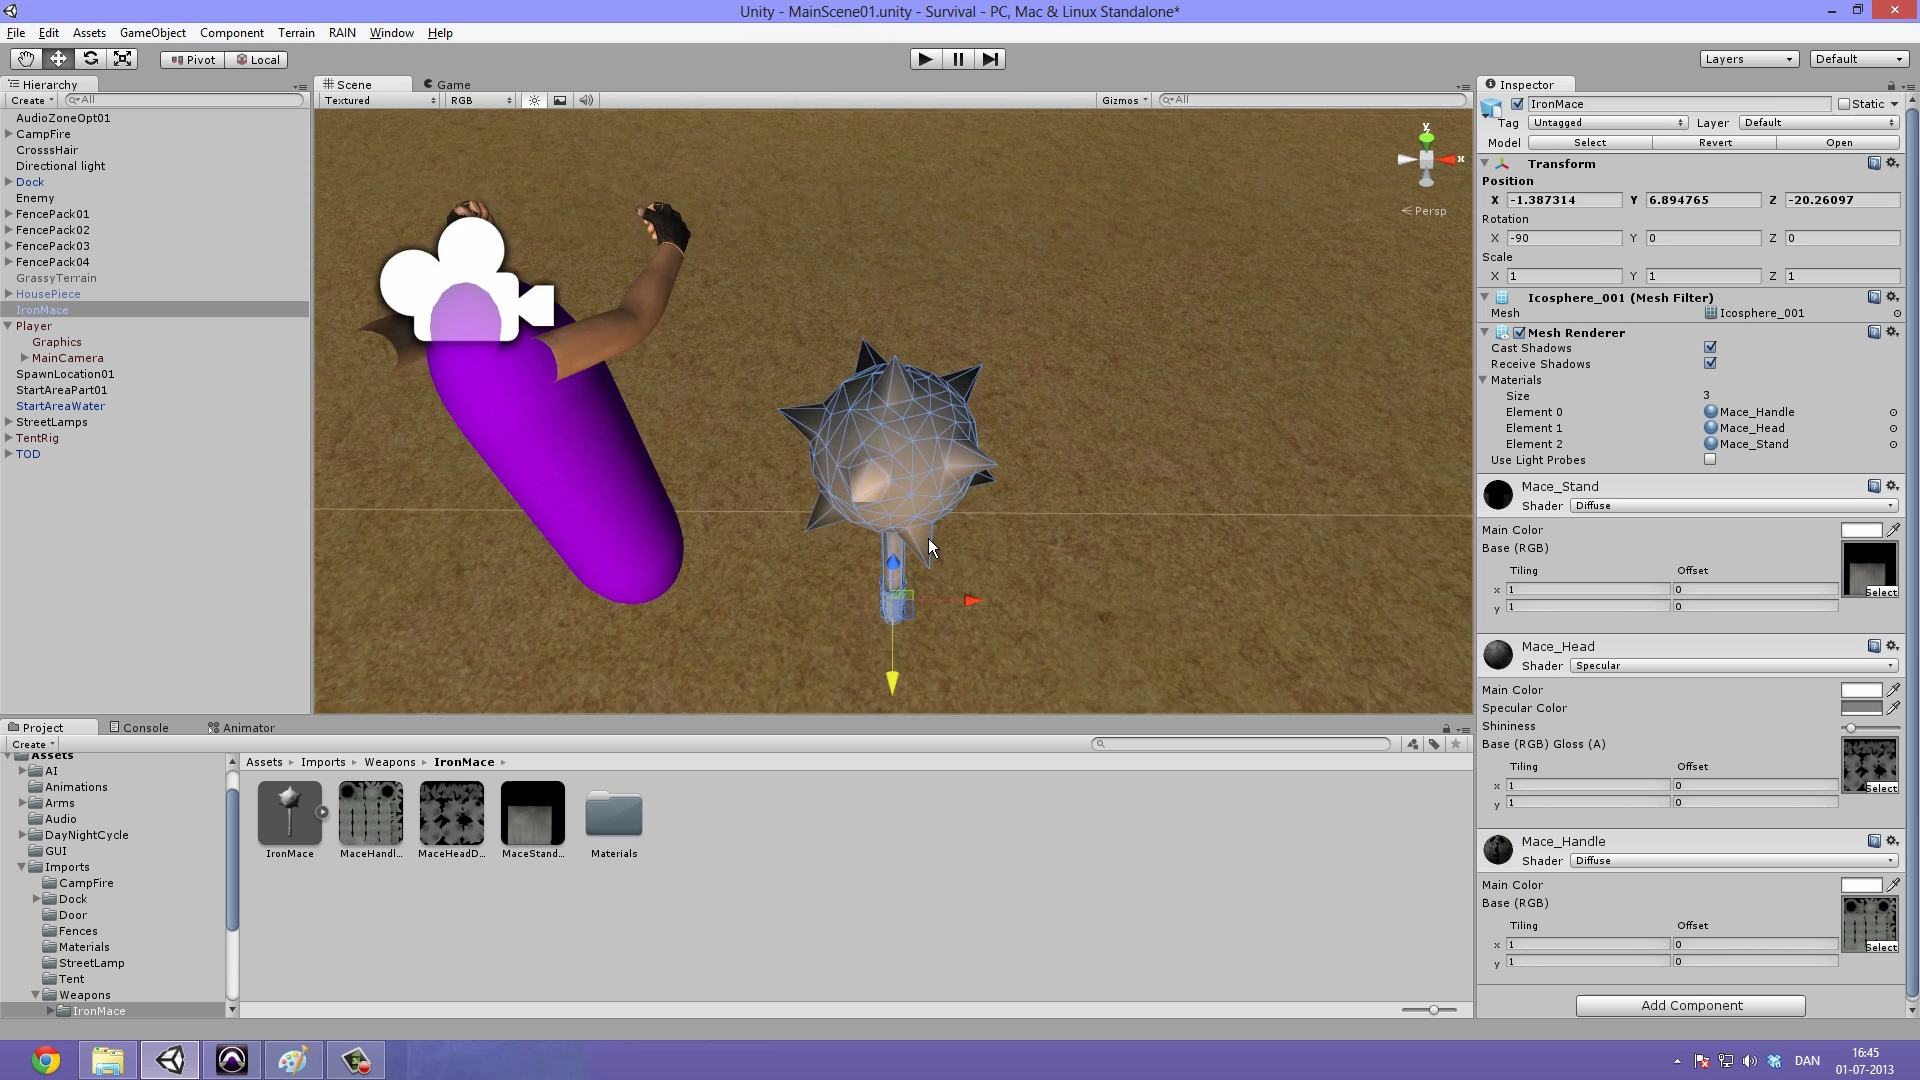 Unity - MainScene01.unity - Survival - PC, Mac & Linux Standalone*
File Edit Assets GameObject Component Terrain RAIN Window Help
Pivot Local Layers Default
Hierarchy
Create All
AudioZoneOpt01
CampFire
CrosssHair
Directional light
Dock
Enemy
FencePack01
FencePack02
FencePack03
FencePack04
GrassyTerrain
HousePiece
IronMace
Player
Graphics
MainCamera
SpawnLocation01
StartAreaPart01
StartAreaWater
StreetLamps
TentRig
TOD
Scene Game
Textured RGB Gizmos All
y
x
Persp
Inspector
IronMace Static
Tag Untagged Layer Default
Model Select Revert Open
Transform
Position
X -1.387314 Y 6.894765 Z -20.26097
Rotation
X -90 Y 0 Z 0
Scale
X 1 Y 1 Z 1
Icosphere_001 (Mesh Filter)
Mesh Icosphere_001
Mesh Renderer
Cast Shadows
Receive Shadows
Materials
Size 3
Element 0 Mace_Handle
Element 1 Mace_Head
Element 2 Mace_Stand
Use Light Probes
Mace_Stand
Shader Diffuse
Main Color
Base (RGB)
Tiling Offset
x 1 0
y 1 0
Select
Mace_Head
Shader Specular
Main Color
Specular Color
Shininess
Base (RGB) Gloss (A)
Tiling Offset
x 1 0
y 1 0
Select
Mace_Handle
Shader Diffuse
Main Color
Base (RGB)
Tiling Offset
x 1 0
y 1 0
Select
Add Component
Project Console Animator
Create
Assets
AI
Animations
Arms
Audio
DayNightCycle
GUI
Imports
CampFire
Dock
Door
Fences
Materials
StreetLamp
Tent
Weapons
IronMace
Assets Imports Weapons IronMace
IronMace MaceHandl... MaceHeadD... MaceStand... Materials
DAN
16:45
01-07-2013